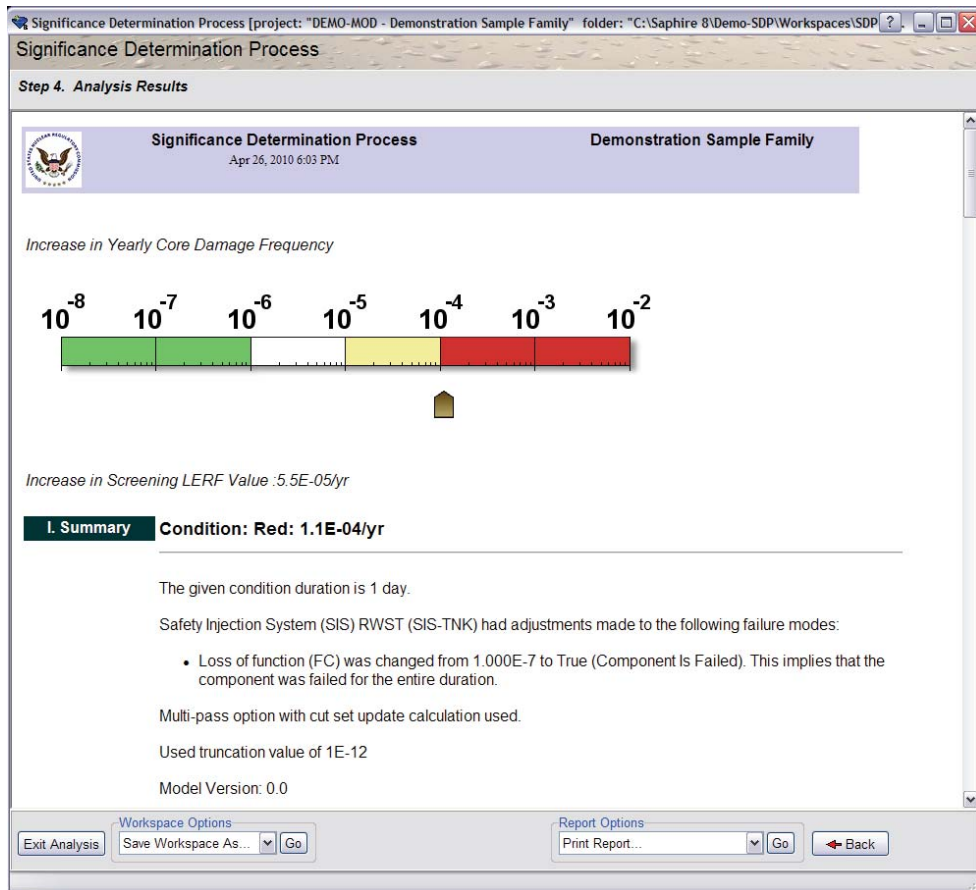 Significance Determination Process [project: "DEMO-MOD - Demonstration Sample Family" folder: "C:\Saphire 8\Demo-SDP\Workspaces\SDP
Significance Determination Process
Step 4. Analysis Results
Significance Determination Process
Demonstration Sample Family
Apr 26, 2010 6:03 PM
Increase in Yearly Core Damage Frequency
10^-8 10^-7 10^-6 10^-5 10^-4 10^-3 10^-2
Increase in Screening LERF Value :5.5E-05/yr
I. Summary
Condition: Red: 1.1E-04/yr
The given condition duration is 1 day.
Safety Injection System (SIS) RWST (SIS-TNK) had adjustments made to the following failure modes:
• Loss of function (FC) was changed from 1.000E-7 to True (Component Is Failed). This implies that the
component was failed for the entire duration.
Multi-pass option with cut set update calculation used.
Used truncation value of 1E-12
Model Version: 0.0
Workspace Options
Report Options
Exit Analysis
Save Workspace As...
Go
Print Report...
Go
Back